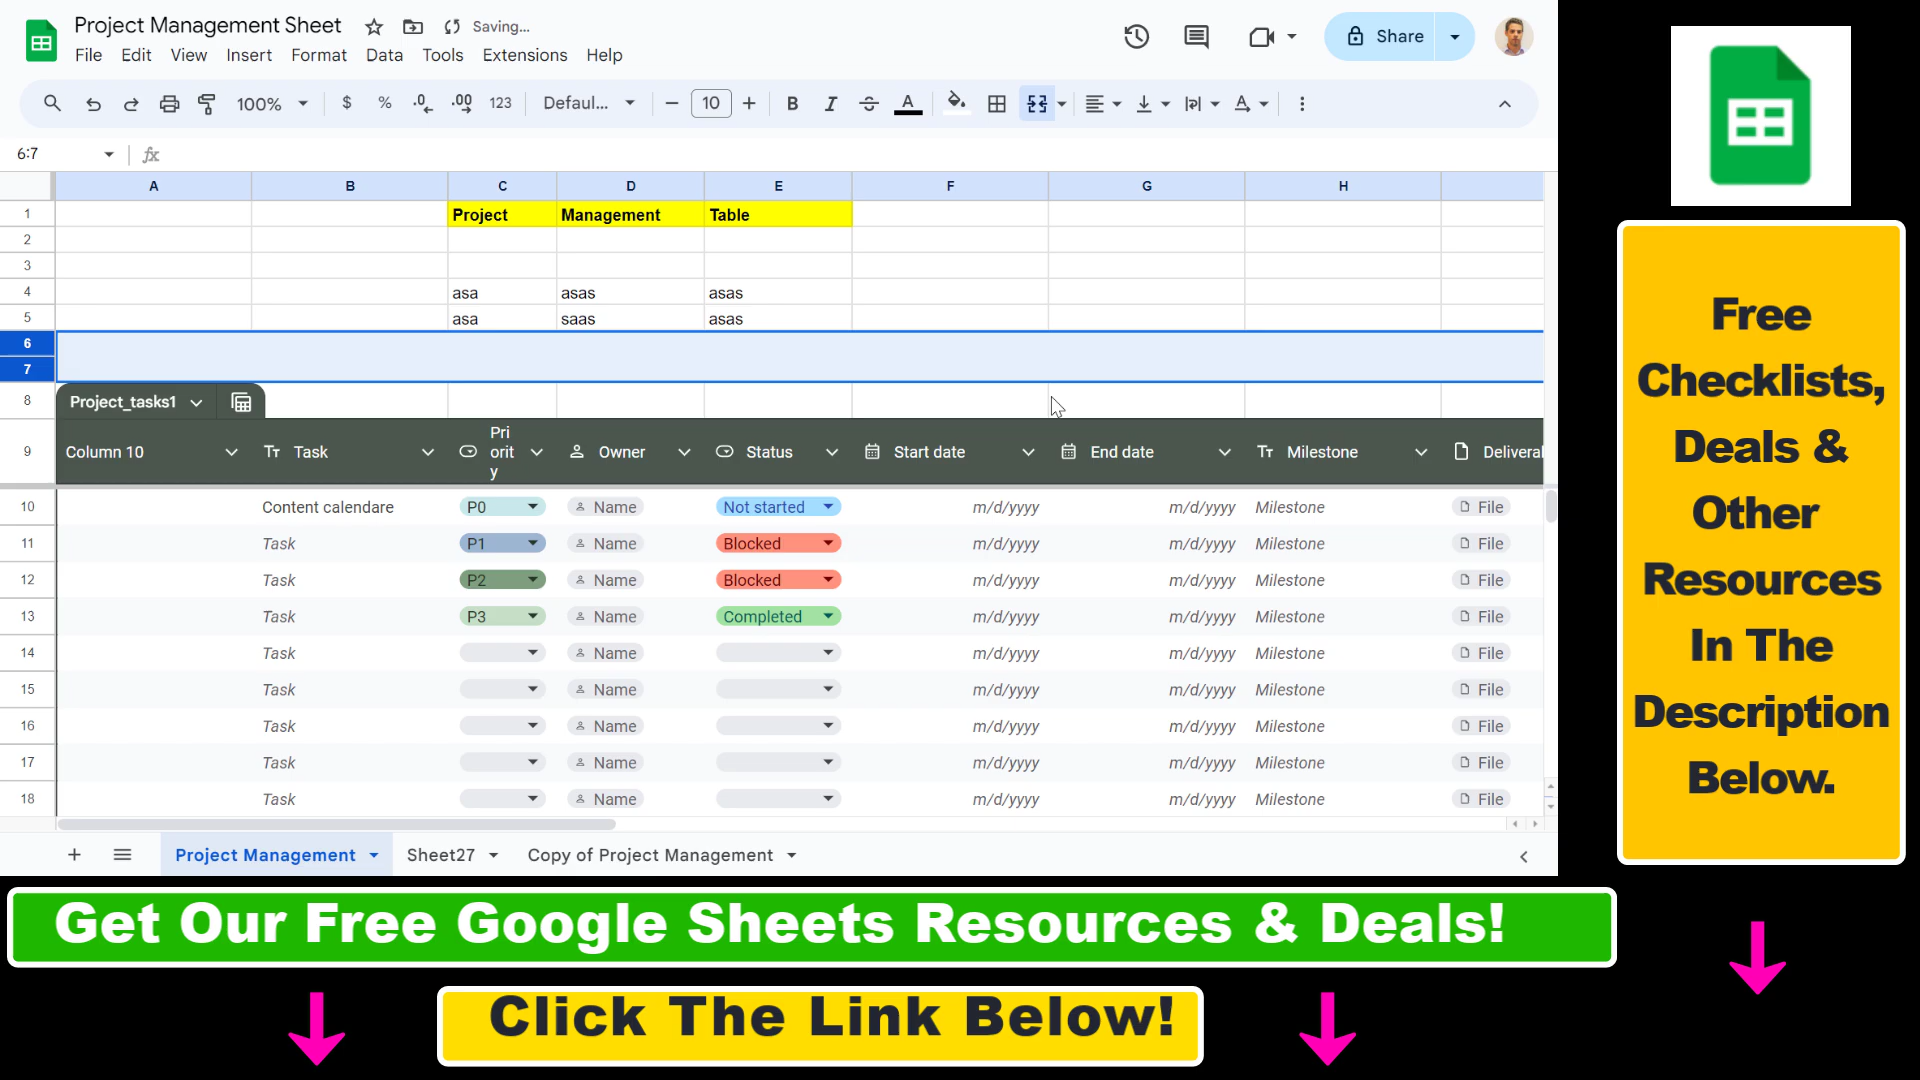 Project Management Sheet Saving...
File Edit View Insert Format Data Tools Extensions Help
Share
100% $ % .0 .00 123 Defaul... 10 B I A
6:7 fx
A B C D E F G H
1 Project Management Table
2
3
4 asa asas asas
5 asa saas asas
6
7
8 Project_tasks1
9 Column 10 Tт Task Priority Owner Status Start date End date Tт Milestone Deliveral
10 Content calendare P0 Name Not started m/d/yyyy m/d/yyyy Milestone File
11 Task P1 Name Blocked m/d/yyyy m/d/yyyy Milestone File
12 Task P2 Name Blocked m/d/yyyy m/d/yyyy Milestone File
13 Task P3 Name Completed m/d/yyyy m/d/yyyy Milestone File
14 Task Name m/d/yyyy m/d/yyyy Milestone File
15 Task Name m/d/yyyy m/d/yyyy Milestone File
16 Task Name m/d/yyyy m/d/yyyy Milestone File
17 Task Name m/d/yyyy m/d/yyyy Milestone File
18 Task Name m/d/yyyy m/d/yyyy Milestone File
Project Management Sheet27 Copy of Project Management
Free
Checklists,
Deals &
Other
Resources
In The
Description
Below.
Get Our Free Google Sheets Resources & Deals!
Click The Link Below!